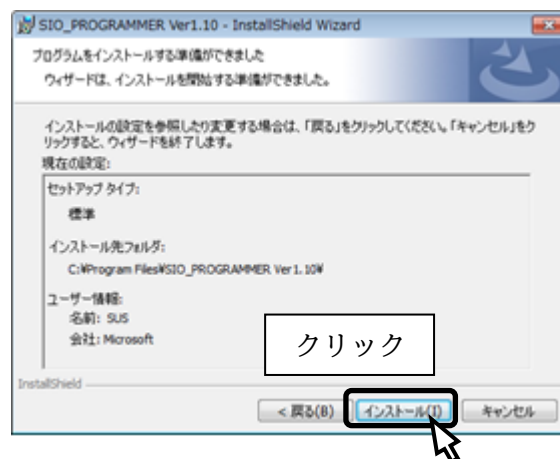 SIO_PROGRAMMER Ver1.10 - InstallShield Wizard
プログラムをインストールする準備ができました
ウィザードは、インストールを開始する準備ができました。
インストールの設定を参照したり変更する場合は、「戻る」をクリックしてください。「キャンセル」をク
リックすると、ウィザードを終了します。
現在の設定:
セットアップ タイプ:
標準
インストール先フォルダ:
C:¥Program Files¥SIO_PROGRAMMER Ver1.10¥
ユーザー情報:
名前: SUS
会社: Microsoft
クリック
InstallShield
< 戻る(B)
インストール(I)
キャンセル